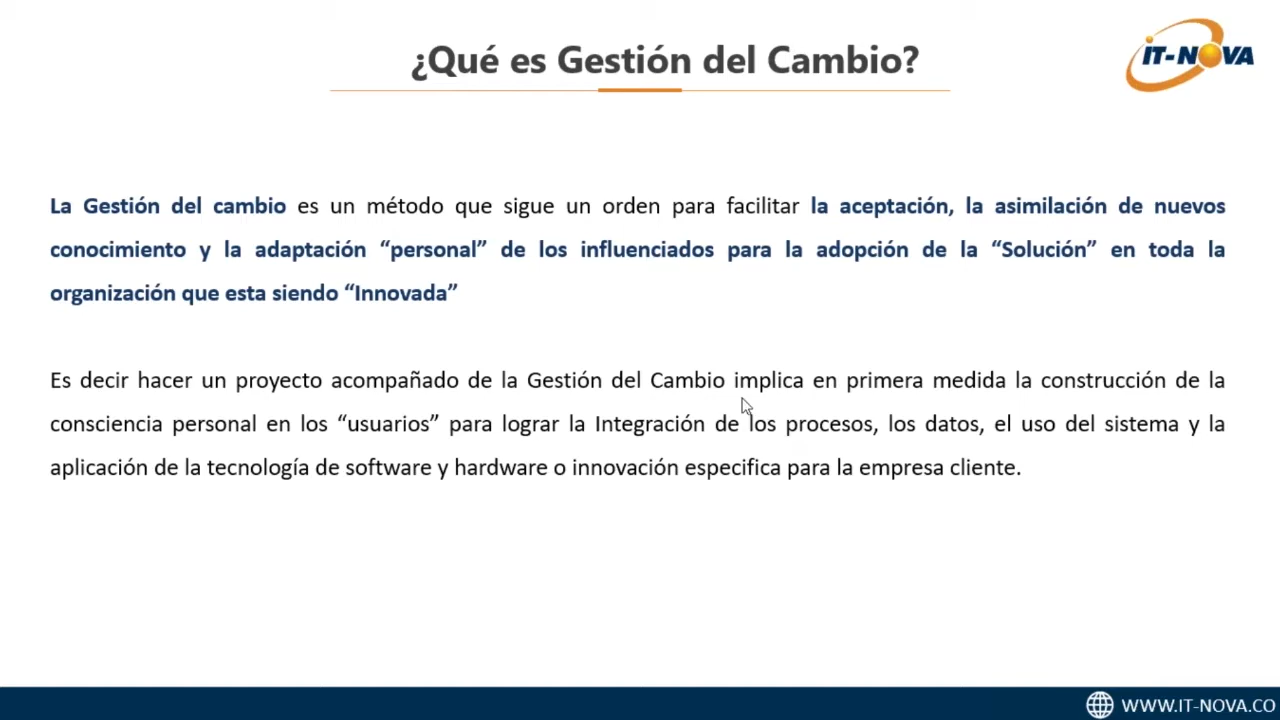 ¿Qué es Gestión del Cambio?
IT-NOVA
La Gestión del cambio es un método que sigue un orden para facilitar la aceptación, la asimilación de nuevos
conocimiento y la adaptación “personal” de los influenciados para la adopción de la “Solución” en toda la
organización que esta siendo “Innovada”
Es decir hacer un proyecto acompañado de la Gestión del Cambio implica en primera medida la construcción de la
consciencia personal en los “usuarios” para lograr la Integración de los procesos, los datos, el uso del sistema y la
aplicación de la tecnología de software y hardware o innovación especifica para la empresa cliente.
WWW.IT-NOVA.CO